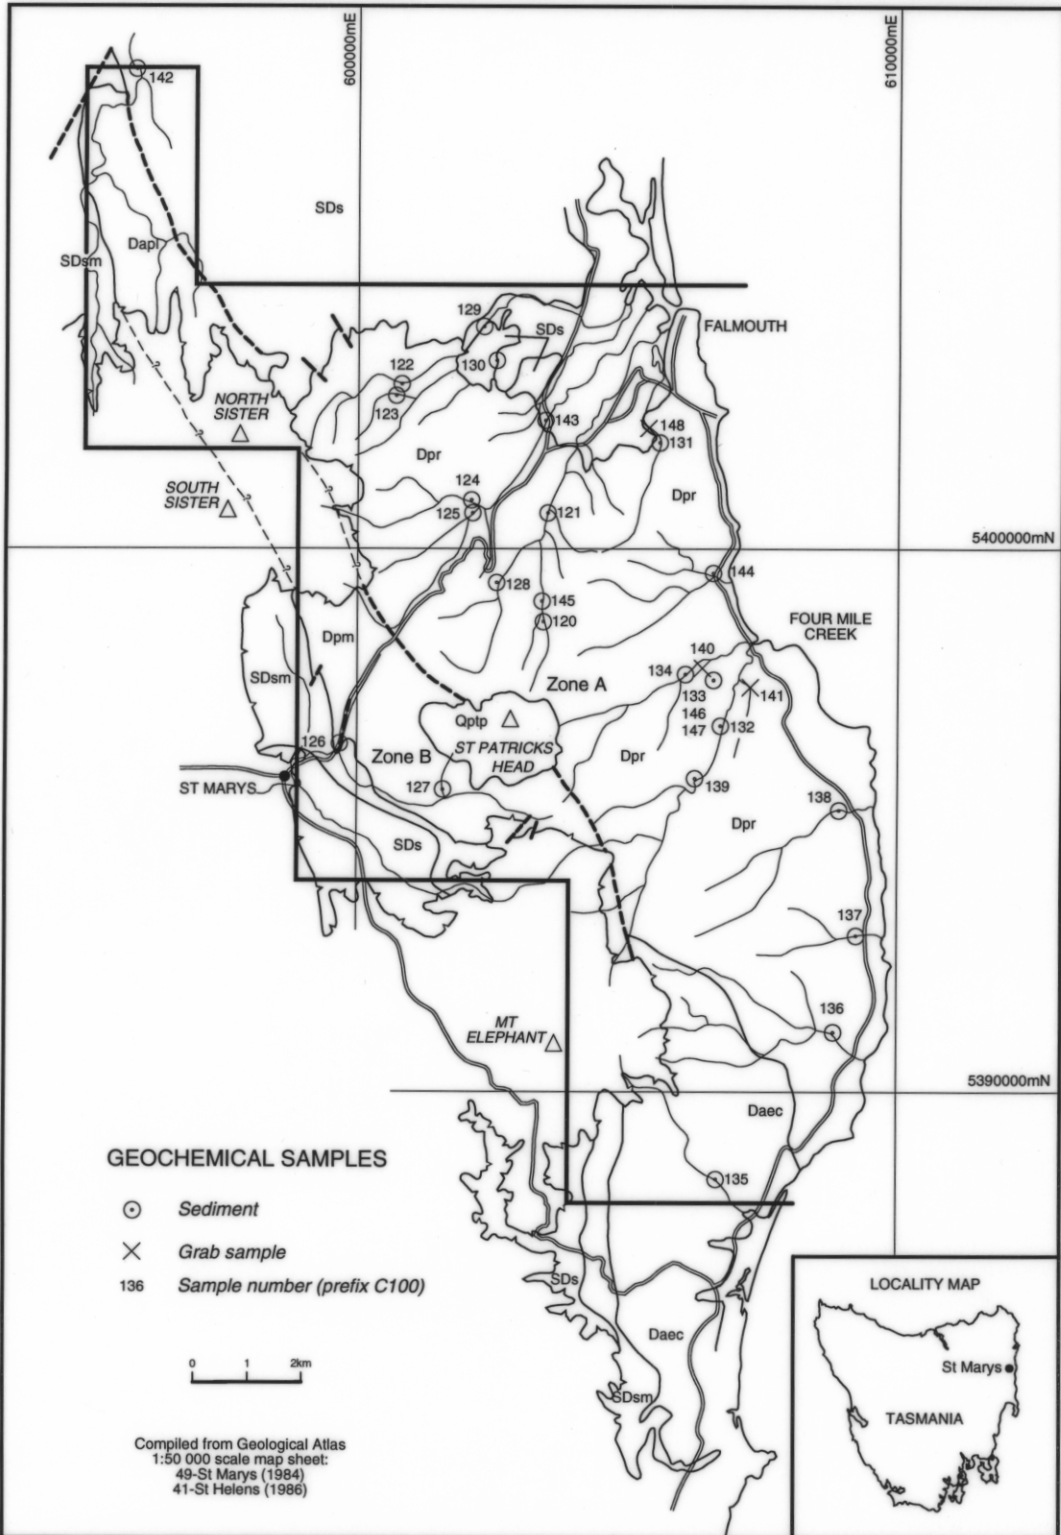 600000mE
610000mE
142
SDs
Dapl
SDsm
129
SDs
FALMOUTH
130
122
123
NORTH
SISTER
143
148
131
Dpr
SOUTH
SISTER
124
125
121
Dpr
5400000mN
144
128
145
120
FOUR MILE
CREEK
Dpm
140
134
133
141
SDsm
Zone A
146
147
132
Qptp
ST PATRICKS
HEAD
126
Zone B
Dpr
127
139
ST MARYS
138
Dpr
SDs
137
136
MT
ELEPHANT
5390000mN
Daec
135
GEOCHEMICAL SAMPLES
Sediment
Grab sample
136 Sample number (prefix C100)
SDs
Daec
SDsm
0 1 2km
Compiled from Geological Atlas
1:50 000 scale map sheet:
49-St Marys (1984)
41-St Helens (1986)
LOCALITY MAP
St Marys
TASMANIA
?
?
?
?
?
?